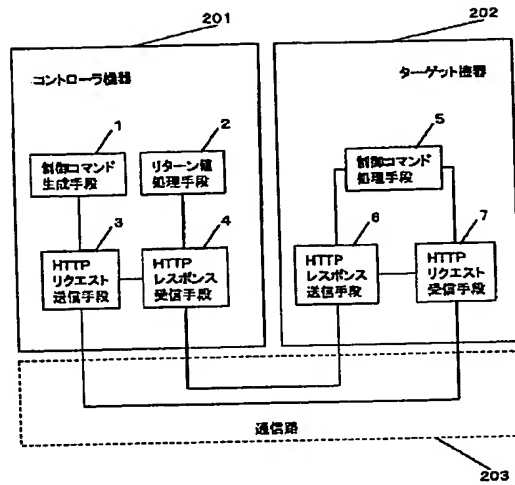 201
202
コントローラ機器
ターゲット機器
1
2
5
制御コマンド
生成手段
リターン値
処理手段
制御コマンド
処理手段
3
4
6
7
HTTP
リクエスト
送信手段
HTTP
レスポンス
受信手段
HTTP
レスポンス
送信手段
HTTP
リクエスト
受信手段
通信路
203